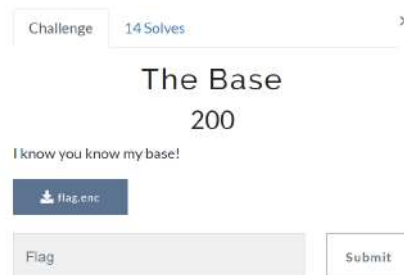 Challenge
14 Solves
The Base
200
I know you know my base!
flag.enc
Flag
Submit